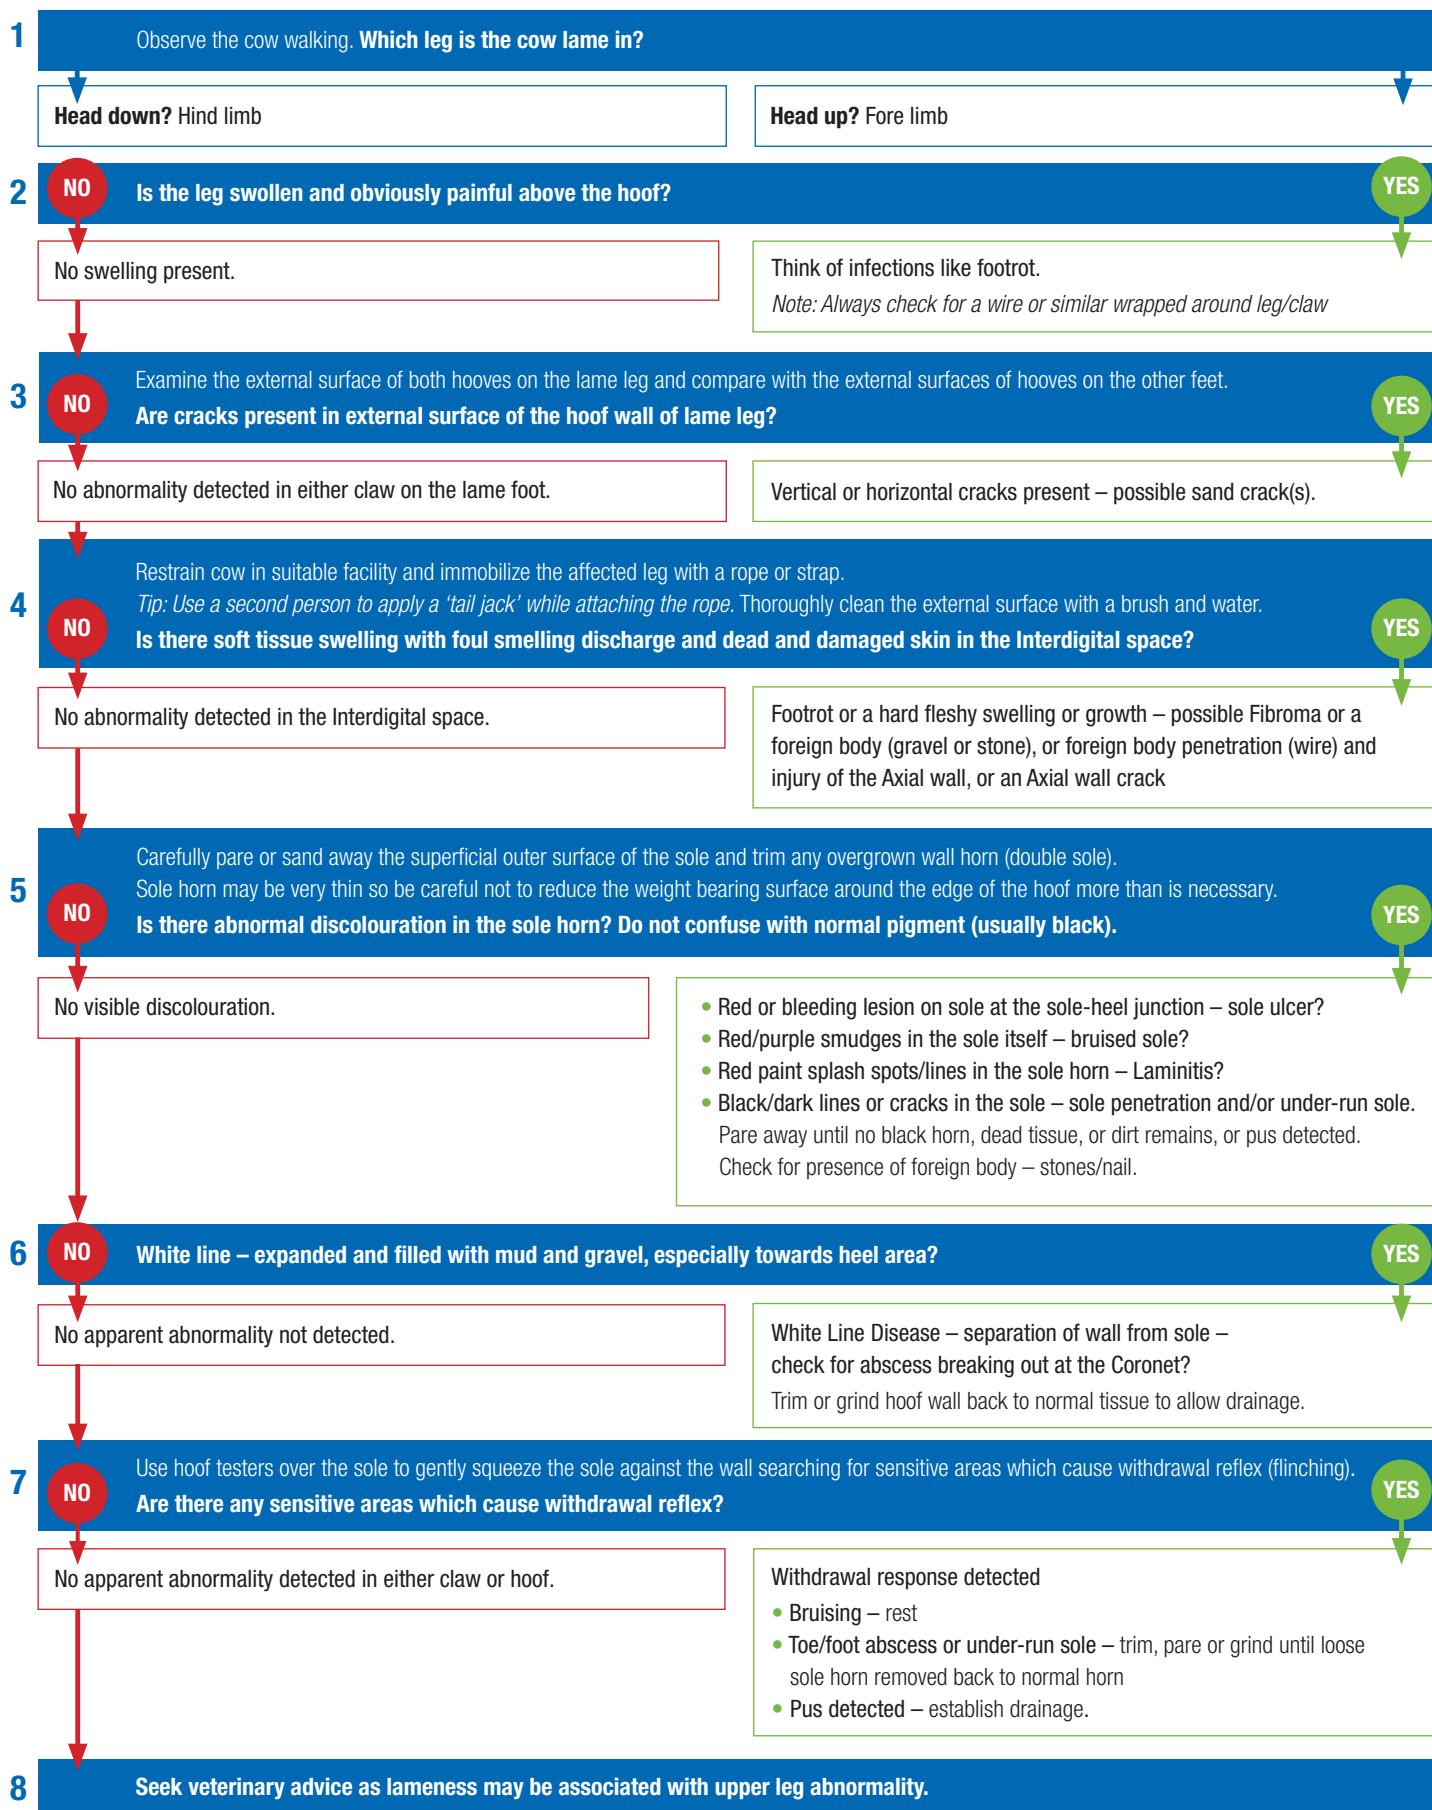 1
Observe the cow walking. Which leg is the cow lame in?
Head down? Hind limb
Head up? Fore limb
2
NO
Is the leg swollen and obviously painful above the hoof?
YES
No swelling present.
Think of infections like footrot.
Note: Always check for a wire or similar wrapped around leg/claw
3
NO
Examine the external surface of both hooves on the lame leg and compare with the external surfaces of hooves on the other feet.
Are cracks present in external surface of the hoof wall of lame leg?
YES
No abnormality detected in either claw on the lame foot.
Vertical or horizontal cracks present – possible sand crack(s).
4
NO
Restrain cow in suitable facility and immobilize the affected leg with a rope or strap.
Tip: Use a second person to apply a ‘tail jack’ while attaching the rope. Thoroughly clean the external surface with a brush and water.
Is there soft tissue swelling with foul smelling discharge and dead and damaged skin in the Interdigital space?
YES
No abnormality detected in the Interdigital space.
Footrot or a hard fleshy swelling or growth – possible Fibroma or a
foreign body (gravel or stone), or foreign body penetration (wire) and
injury of the Axial wall, or an Axial wall crack
5
NO
Carefully pare or sand away the superficial outer surface of the sole and trim any overgrown wall horn (double sole).
Sole horn may be very thin so be careful not to reduce the weight bearing surface around the edge of the hoof more than is necessary.
Is there abnormal discolouration in the sole horn? Do not confuse with normal pigment (usually black).
YES
No visible discolouration.
• Red or bleeding lesion on sole at the sole-heel junction – sole ulcer?
• Red/purple smudges in the sole itself – bruised sole?
• Red paint splash spots/lines in the sole horn – Laminitis?
• Black/dark lines or cracks in the sole – sole penetration and/or under-run sole.
Pare away until no black horn, dead tissue, or dirt remains, or pus detected.
Check for presence of foreign body – stones/nail.
6
NO
White line – expanded and filled with mud and gravel, especially towards heel area?
YES
No apparent abnormality not detected.
White Line Disease – separation of wall from sole –
check for abscess breaking out at the Coronet?
Trim or grind hoof wall back to normal tissue to allow drainage.
7
NO
Use hoof testers over the sole to gently squeeze the sole against the wall searching for sensitive areas which cause withdrawal reflex (flinching).
Are there any sensitive areas which cause withdrawal reflex?
YES
No apparent abnormality detected in either claw or hoof.
Withdrawal response detected
• Bruising – rest
• Toe/foot abscess or under-run sole – trim, pare or grind until loose
sole horn removed back to normal horn
• Pus detected – establish drainage.
8
Seek veterinary advice as lameness may be associated with upper leg abnormality.